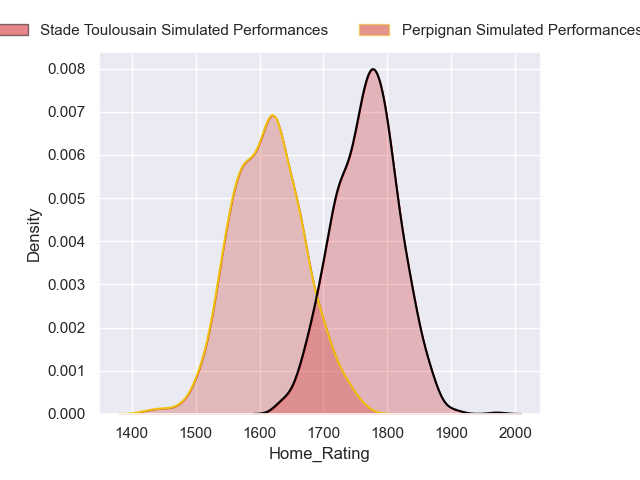 Stade Toulousain Simulated Performances
Perpignan Simulated Performances
0.008
0.007
0.006
0.005
0.004
0.003
0.002
0.001
0.000
Density
1400 1500 1600 1700 1800 1900 2000
Home_Rating